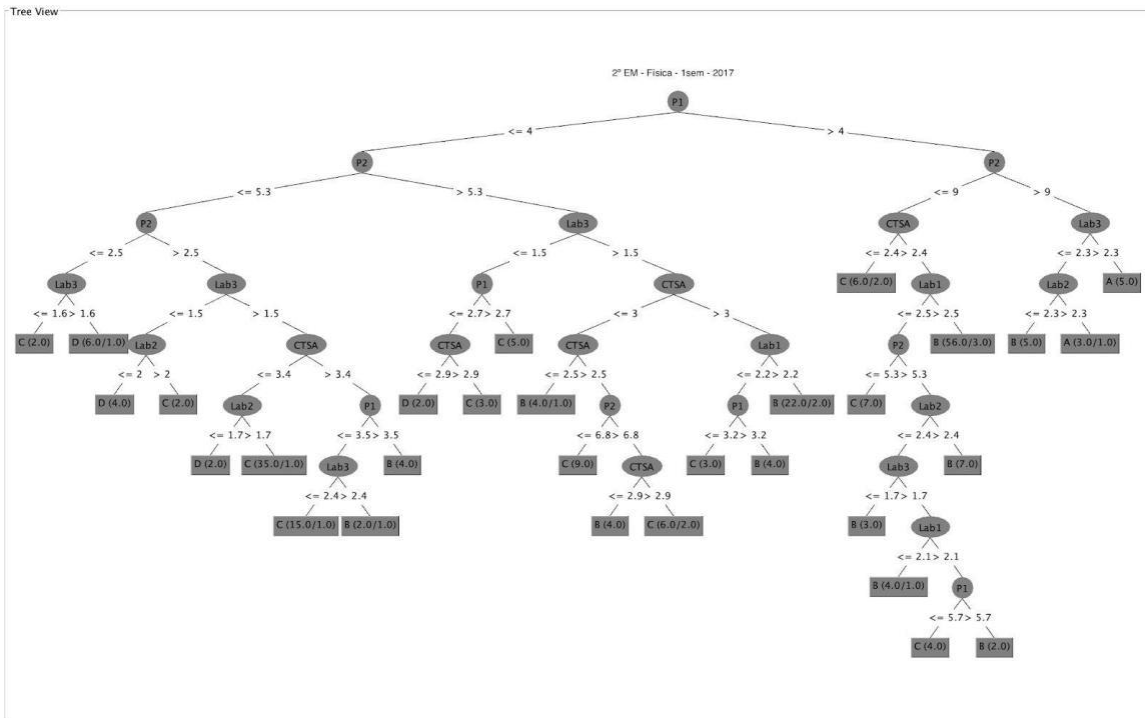 Tree View
2º EM - Física - 1sem - 2017
P1
<= 4 > 4
P2 P2
<= 5.3 > 5.3 <= 9 > 9
P2 Lab3 CTSA Lab3
<= 2.5 > 2.5 <= 1.5 > 1.5 <= 2.4 > 2.4 <= 2.3 > 2.3
Lab3 Lab3 P1 CTSA C (6.0/2.0) Lab1 Lab2 A (5.0)
<= 1.6 > 1.6 <= 1.5 > 1.5 <= 2.7 > 2.7 <= 3 > 3 <= 2.5 > 2.5 <= 2.3 > 2.3
C (2.0) D (6.0/1.0) Lab2 CTSA CTSA C (5.0) CTSA Lab1 P2 B (56.0/3.0) B (5.0) A (3.0/1.0)
<= 2 > 2 <= 3.4 > 3.4 <= 2.9 > 2.9 <= 2.5 > 2.5 <= 2.2 > 2.2 <= 5.3 > 5.3
D (4.0) C (2.0) Lab2 P1 D (2.0) C (3.0) B (4.0/1.0) P2 P1 B (22.0/2.0) C (7.0) Lab2
<= 1.7 > 1.7 <= 3.5 > 3.5 <= 6.8 > 6.8 <= 3.2 > 3.2 <= 2.4 > 2.4
D (2.0) C (35.0/1.0) Lab3 B (4.0) C (9.0) CTSA C (3.0) B (4.0) Lab3 B (7.0)
<= 2.4 > 2.4 <= 2.9 > 2.9 <= 1.7 > 1.7
C (15.0/1.0) B (2.0/1.0) B (4.0) C (6.0/2.0) B (3.0) Lab1
<= 2.1 > 2.1
B (4.0/1.0) P1
<= 5.7 > 5.7
C (4.0) B (2.0)